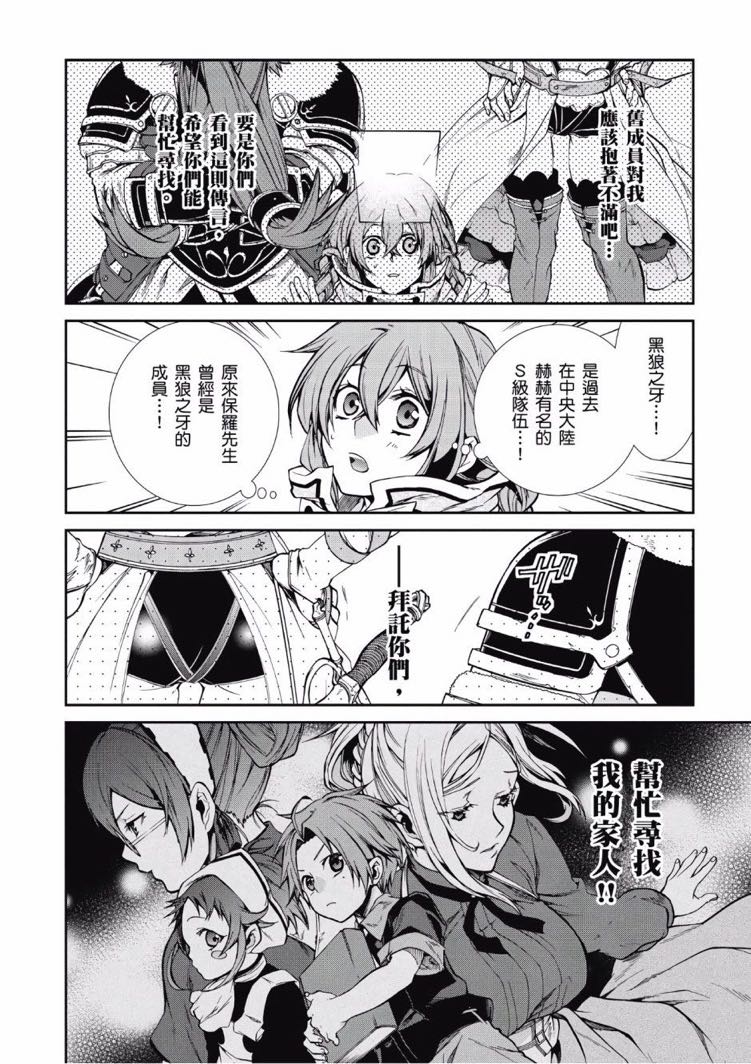 舊成員對我
應該抱著不滿吧…
要是你們
看到這則傳言，
希望你們能
幫忙尋找。
黑狼之牙…！
是過去
在中央大陸
赫赫有名的
S級隊伍…！
原來保羅先生
曾經是
黑狼之牙的
成員…！
──拜託你們，
幫忙尋找
我的家人!!